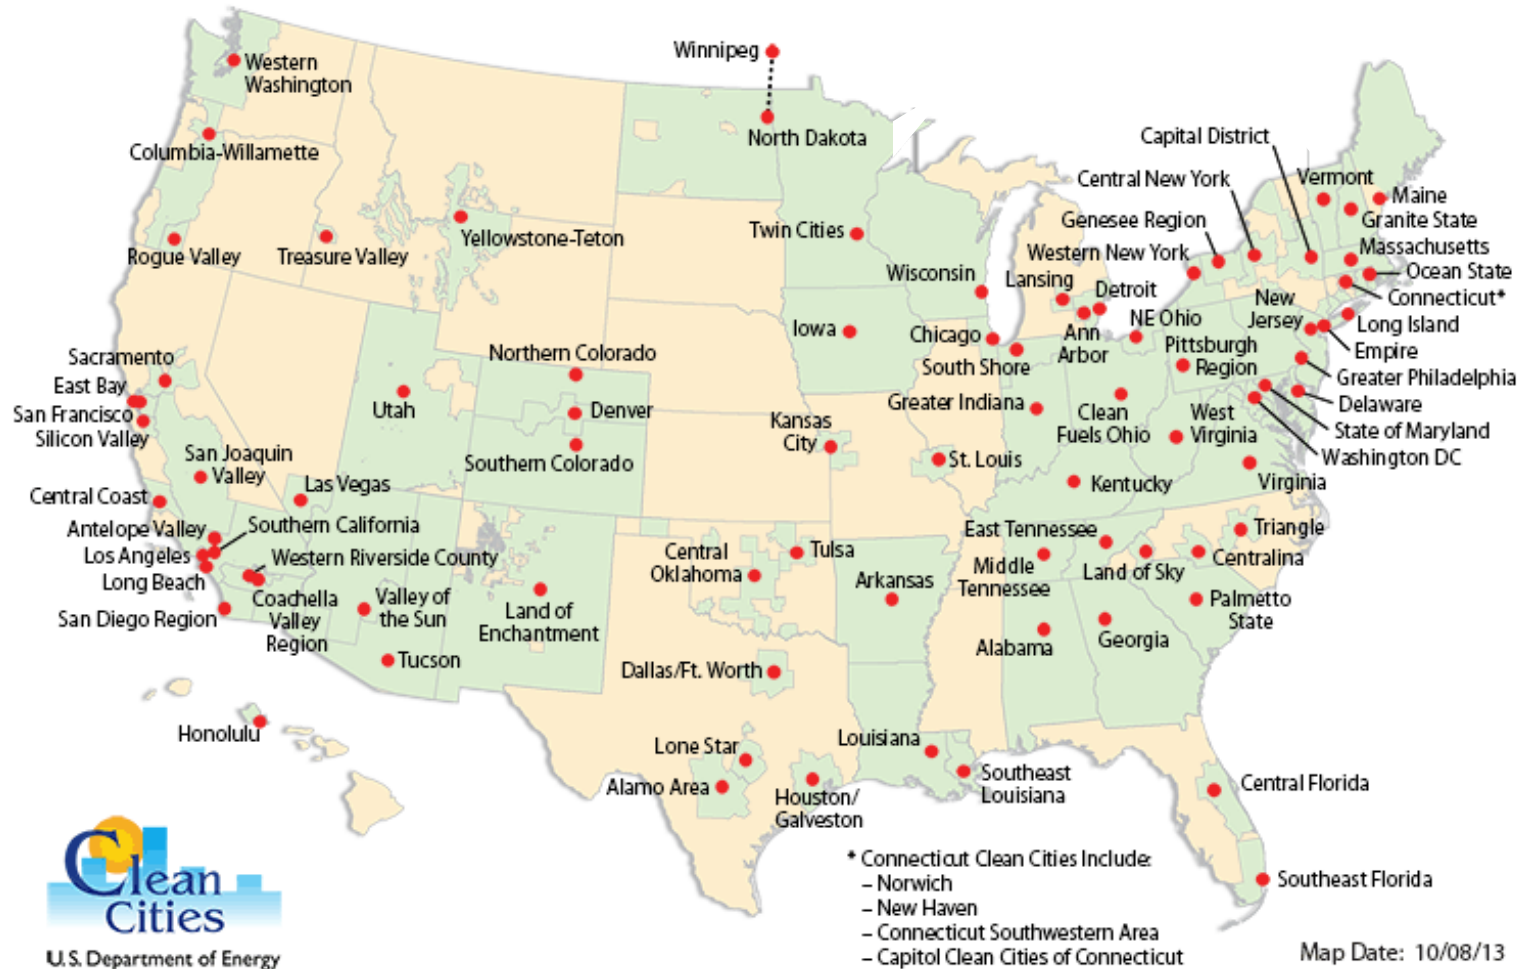 Winnipeg
Western
Washington
North Dakota
Columbia-Willamette
Capital District
Central New York
Vermont
Maine
Genesee Region
Granite State
Yellowstone-Teton
Twin Cities
Western New York
Massachusetts
Rogue Valley
Treasure Valley
Wisconsin
Lansing
Ocean State
Detroit
New
Jersey
Connecticut*
Iowa
Chicago
Ann
Arbor
NE Ohio
Long Island
Pittsburgh
Region
Empire
Sacramento
Northern Colorado
South Shore
Greater Philadelphia
East Bay
San Francisco
Silicon Valley
Utah
Denver
Greater Indiana
Clean
Fuels Ohio
West
Virginia
Delaware
Kansas
City
State of Maryland
San Joaquin
Valley
Southern Colorado
St. Louis
Washington DC
Las Vegas
Kentucky
Virginia
Central Coast
Antelope Valley
Southern California
East Tennessee
Triangle
Los Angeles
Western Riverside County
Central
Oklahoma
Tulsa
Middle
Tennessee
Land of Sky
Centralina
Long Beach
Arkansas
San Diego Region
Coachella
Valley
Region
Valley of
the Sun
Land of
Enchantment
Palmetto
State
Alabama
Georgia
Tucson
Dallas/Ft. Worth
Honolulu
Lone Star
Louisiana
Alamo Area
Houston/
Galveston
Southeast
Louisiana
Central Florida
Southeast Florida
* Connecticut Clean Cities Include:
– Norwich
– New Haven
– Connecticut Southwestern Area
– Capitol Clean Cities of Connecticut
Clean
Cities
U.S. Department of Energy
Map Date: 10/08/13